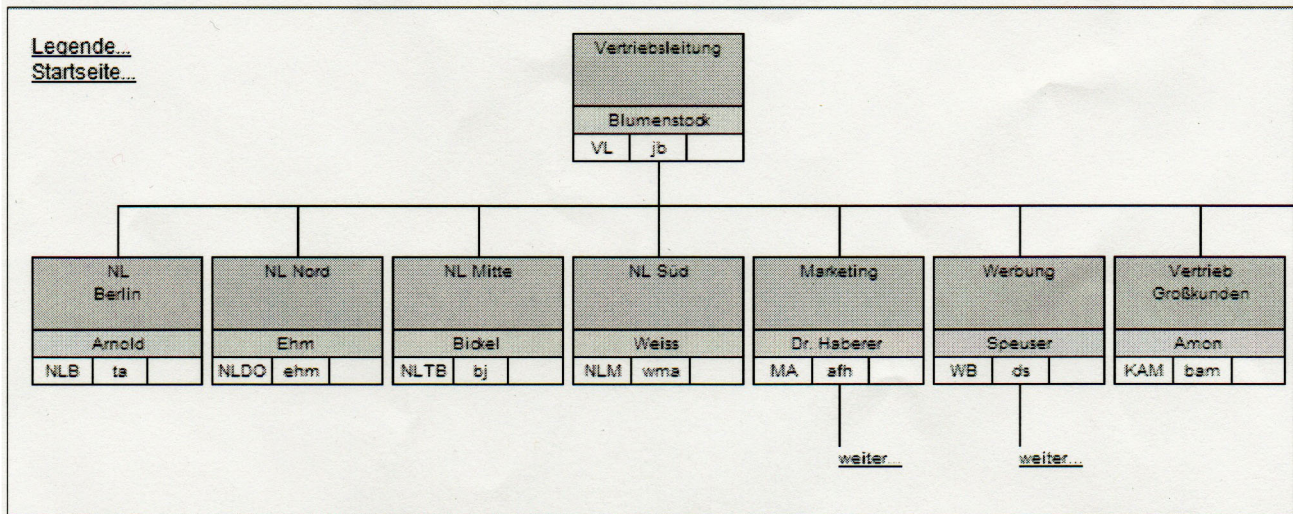 Legende...
Startseite...
Vertriebsleitung
Blumenstock
VL jb
NL
Berlin
Arnold
NLB ta
NL Nord
Ehm
NLDO ehm
NL Mitte
Bickel
NLTB bj
NL Süd
Weiss
NLM wma
Marketing
Dr. Haberer
MA afh
weiter...
Werbung
Speuser
WB ds
weiter...
Vertrieb
Großkunden
Amon
KAM bam